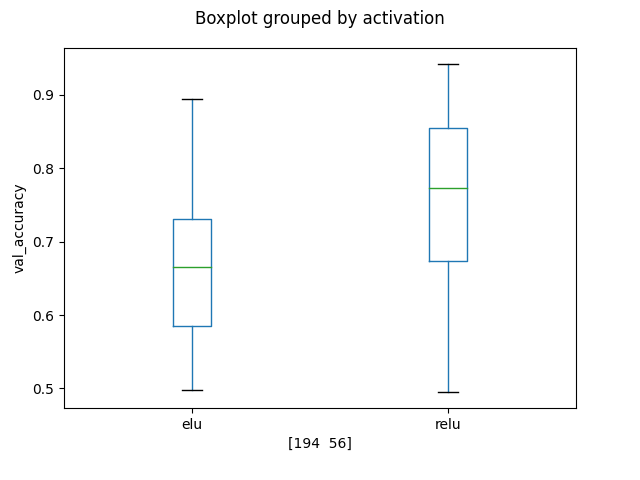 Boxplot grouped by activation
0.9
0.8
0.7
0.6
0.5
val_accuracy
elu relu
[194 56]